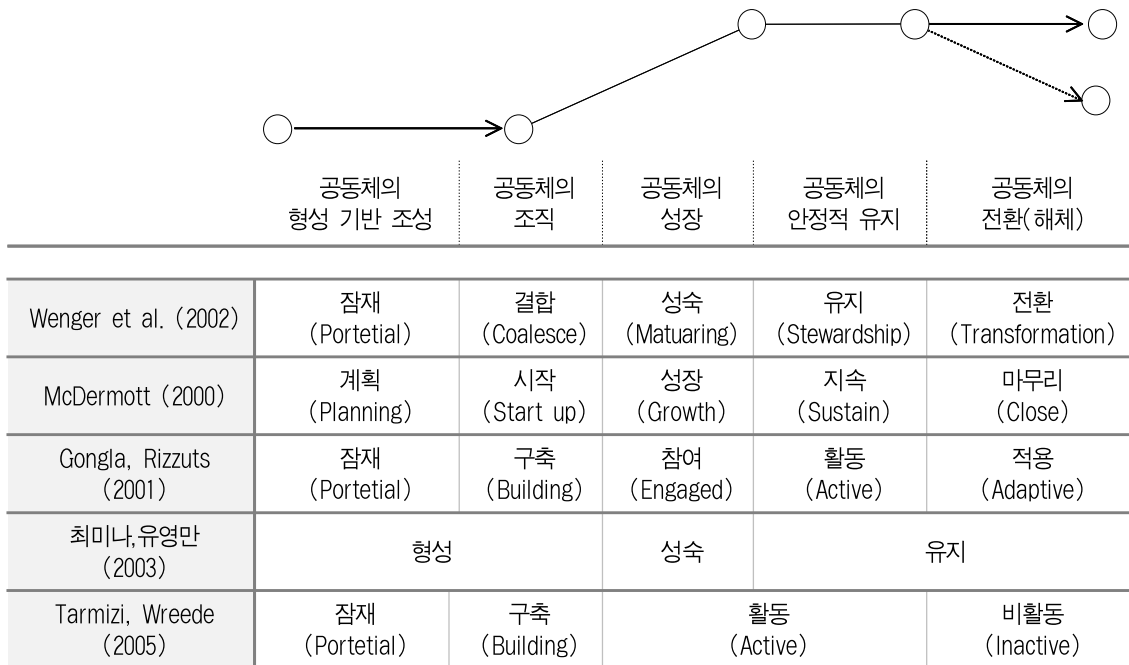 공동체의
형성 기반 조성
공동체의
조직
공동체의
성장
공동체의
안정적 유지
공동체의
전환(해체)
Wenger et al. (2002)
잠재
(Portetial)
결합
(Coalesce)
성숙
(Matuaring)
유지
(Stewardship)
전환
(Transformation)
McDermott (2000)
계획
(Planning)
시작
(Start up)
성장
(Growth)
지속
(Sustain)
마무리
(Close)
Gongla, Rizzuts
(2001)
잠재
(Portetial)
구축
(Building)
참여
(Engaged)
활동
(Active)
적용
(Adaptive)
최미나,유영만
(2003)
형성
성숙
유지
Tarmizi, Wreede
(2005)
잠재
(Portetial)
구축
(Building)
활동
(Active)
비활동
(Inactive)